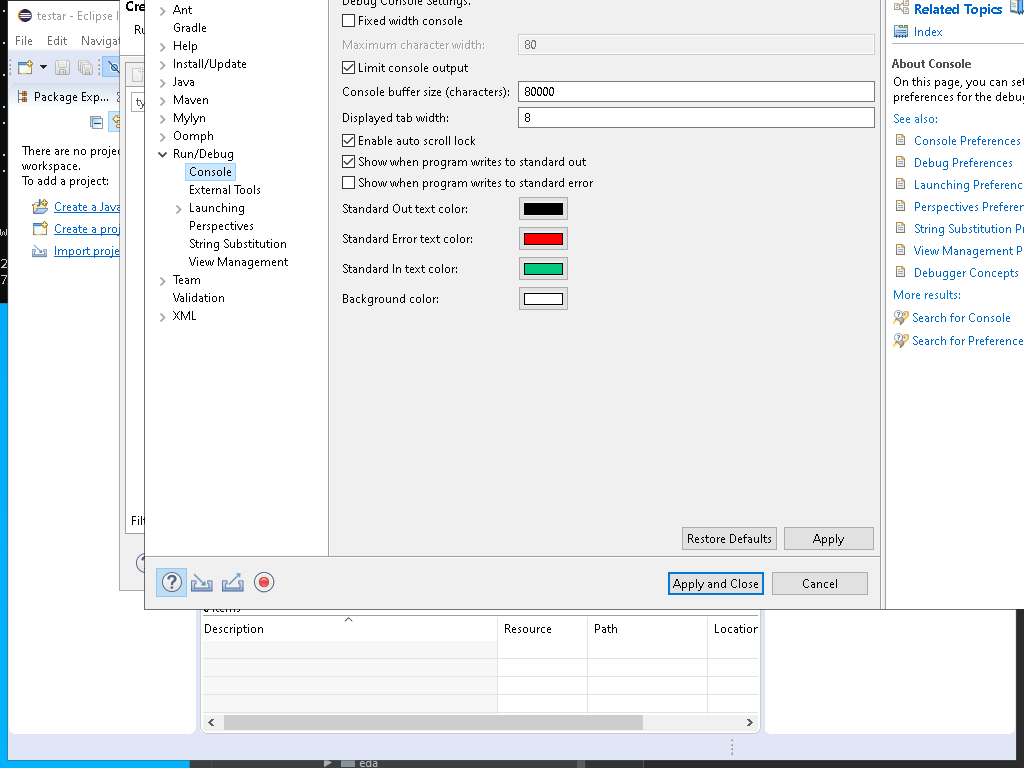 testar - Eclipse I
File Edit Navigat
Package Exp...
There are no proje
workspace.
To add a project:
Create a Java
Create a proj
Import proje
Cre
Ru
ty
Filt
Ant
Gradle
Help
Install/Update
Java
Maven
Mylyn
Oomph
Run/Debug
Console
External Tools
Launching
Perspectives
String Substitution
View Management
Team
Validation
XML
Debug Console Settings:
Fixed width console
Maximum character width: 80
Limit console output
Console buffer size (characters): 80000
Displayed tab width: 8
Enable auto scroll lock
Show when program writes to standard out
Show when program writes to standard error
Standard Out text color:
Standard Error text color:
Standard In text color:
Background color:
Restore Defaults Apply
Apply and Close Cancel
Related Topics
Index
About Console
On this page, you can set
preferences for the debug
See also:
Console Preferences
Debug Preferences
Launching Preferenc
Perspectives Preferen
String Substitution Pr
View Management P
Debugger Concepts
More results:
Search for Console
Search for Preference
0 items
Description Resource Path Location
eda